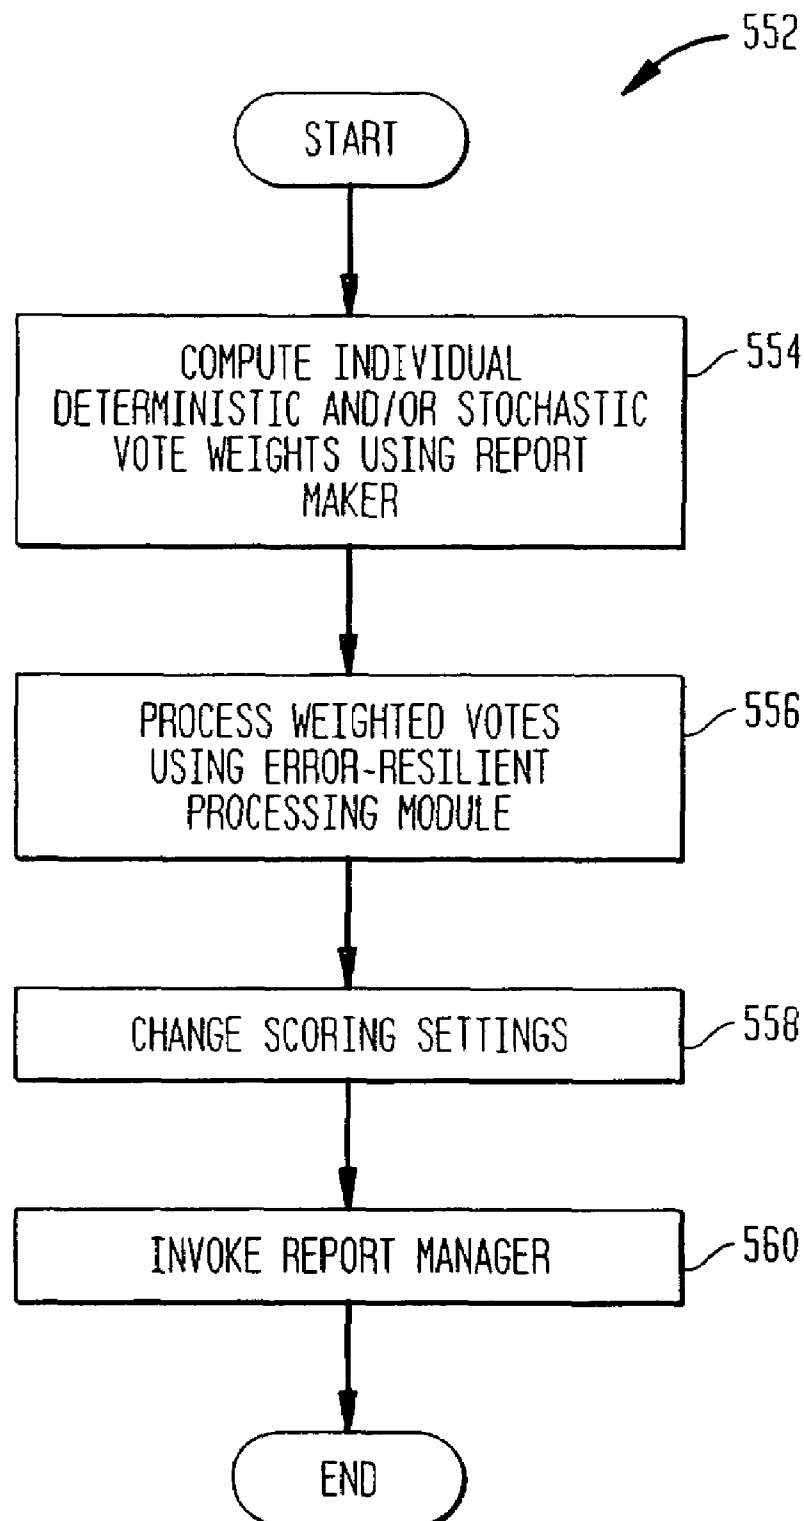 552
START
COMPUTE INDIVIDUAL
DETERMINISTIC AND/OR STOCHASTIC
VOTE WEIGHTS USING REPORT
MAKER
554
PROCESS WEIGHTED VOTES
USING ERROR-RESILIENT
PROCESSING MODULE
556
CHANGE SCORING SETTINGS
558
INVOKE REPORT MANAGER
560
END